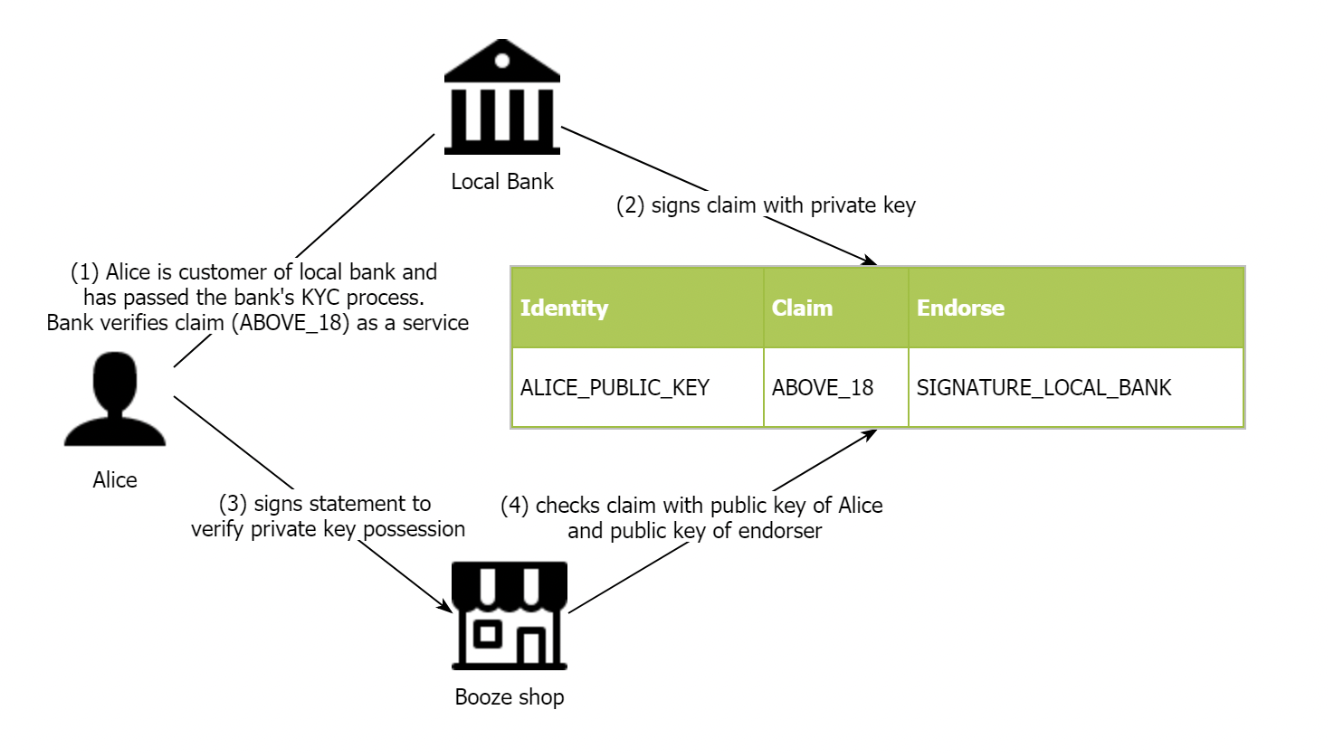 Local Bank
(2) signs claim with private key
(1) Alice is customer of local bank and
has passed the bank's KYC process.
Bank verifies claim (ABOVE_18) as a service
Identity Claim Endorse
ALICE_PUBLIC_KEY ABOVE_18 SIGNATURE_LOCAL_BANK
Alice
(3) signs statement to
verify private key possession
(4) checks claim with public key of Alice
and public key of endorser
Booze shop